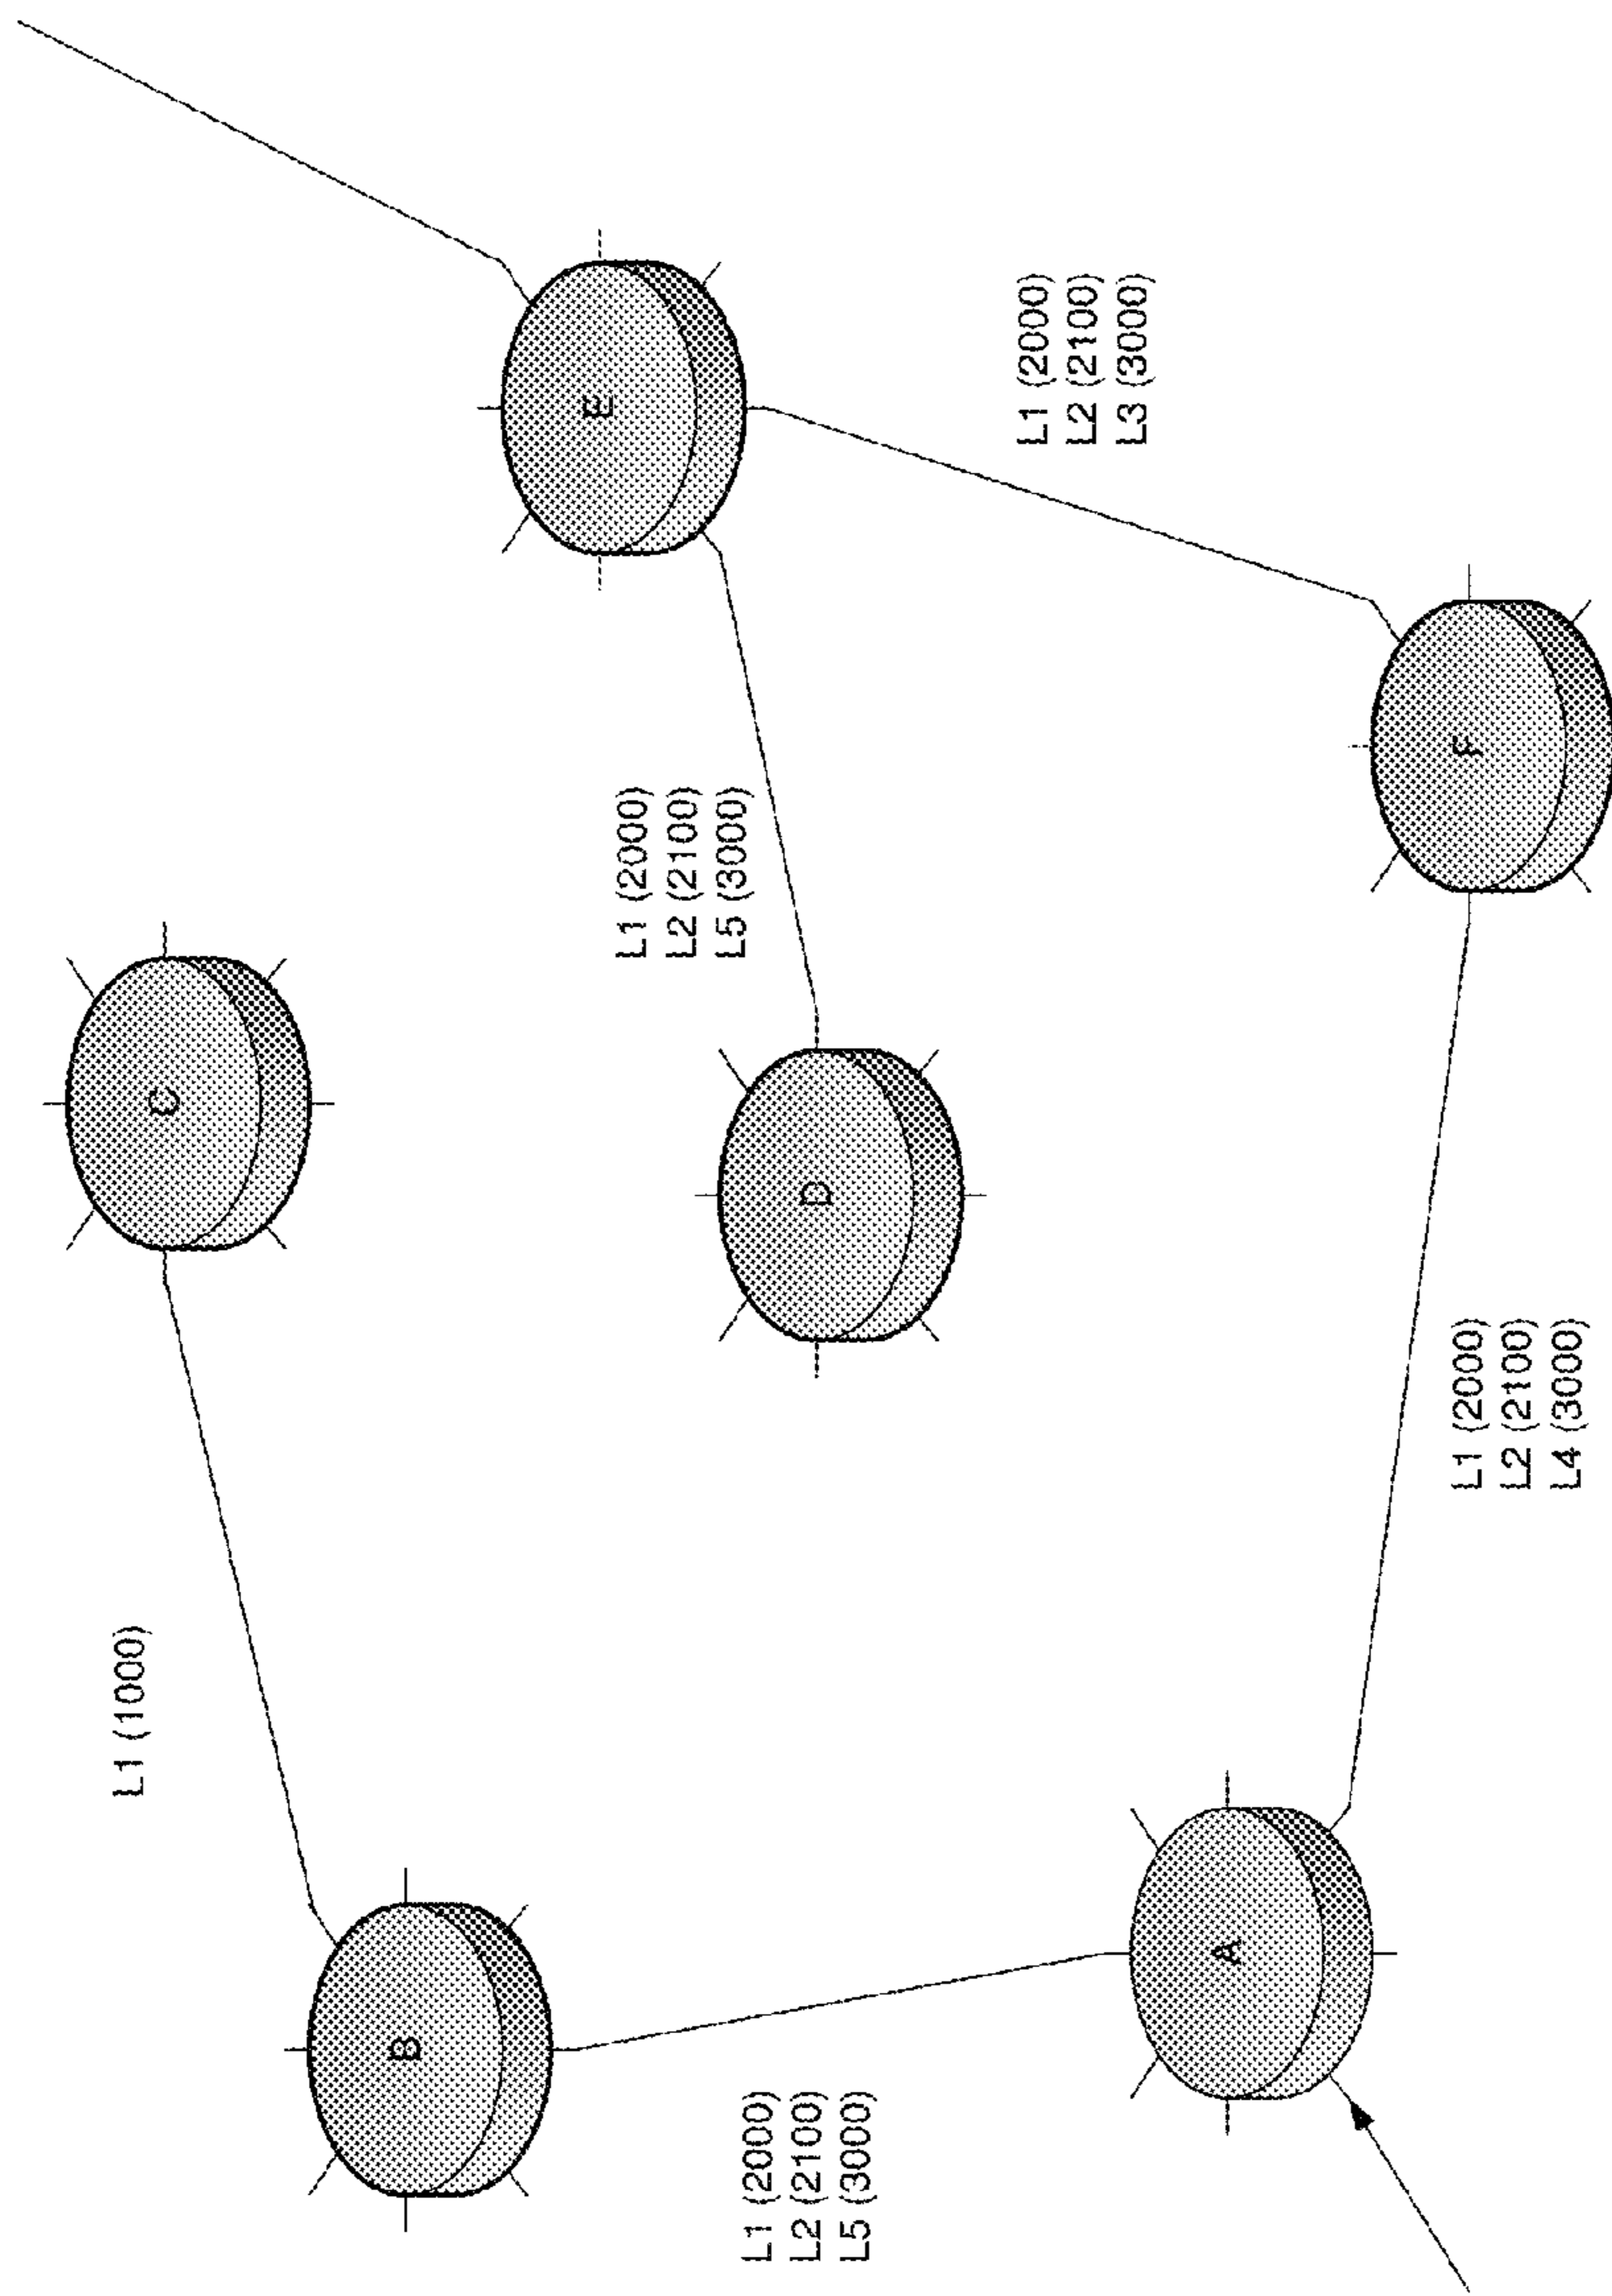 L1 (1000)
C
B
E
L1 (2000)
L2 (2100)
L5 (3000)
D
L1 (2000)
L2 (2100)
L5 (3000)
L1 (2000)
L2 (2100)
L3 (3000)
A
F
L1 (2000)
L2 (2100)
L4 (3000)